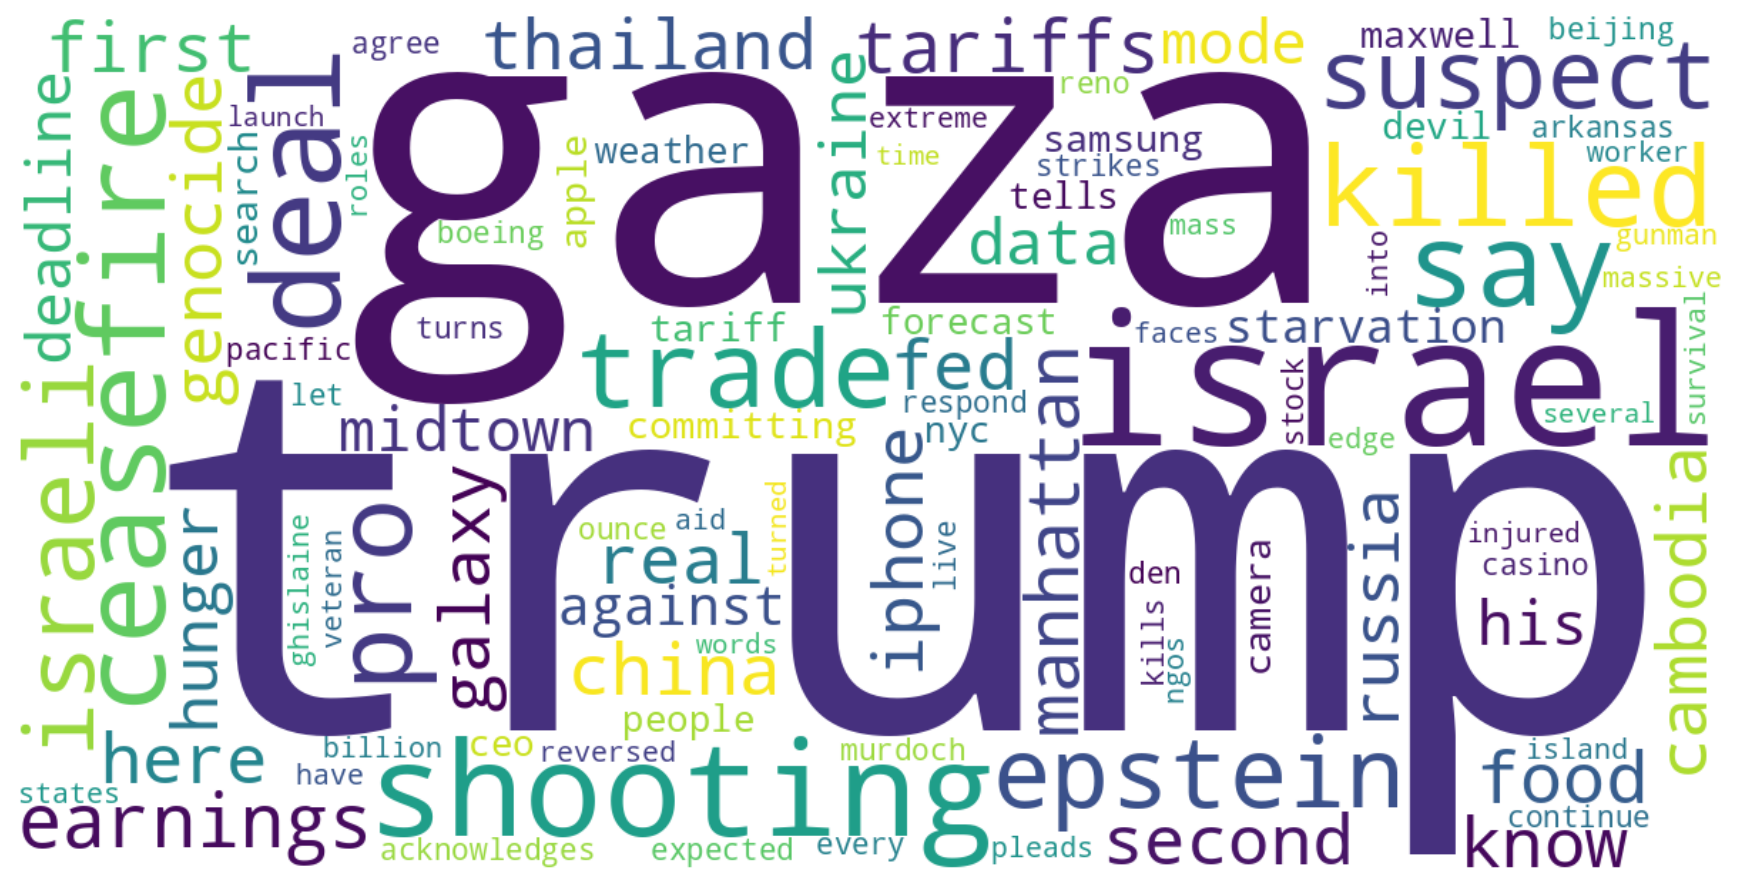 first
agree
thailand
tariffs
mode
maxwell
beijing
deadline
ceasefire
genocide
launch
search
deal
roles
gaza
apple
weather
boeing
turns
ukraine
reno
extreme
time
samsung
strikes
tells
data
mass
suspect
devil
arkansas
worker
killed
gunman
say
massive
into
pacific
tariff
forecast
faces
starvation
survival
israeli
let
midtown
trade
fed
respond
committing
nyc
manhattan
israel
stock
edge
several
trump
hunger
ghislaine
veteran
pro
galaxy
ounce
aid
turned
real
against
words
china
people
iphone
live
den
kills
ngos
camera
russia
injured
casino
his
cambodia
here
billion
have
ceo
reversed
murdoch
states
earnings
shooting
acknowledges
expected
every
pleads
epstein
second
island
food
continue
know